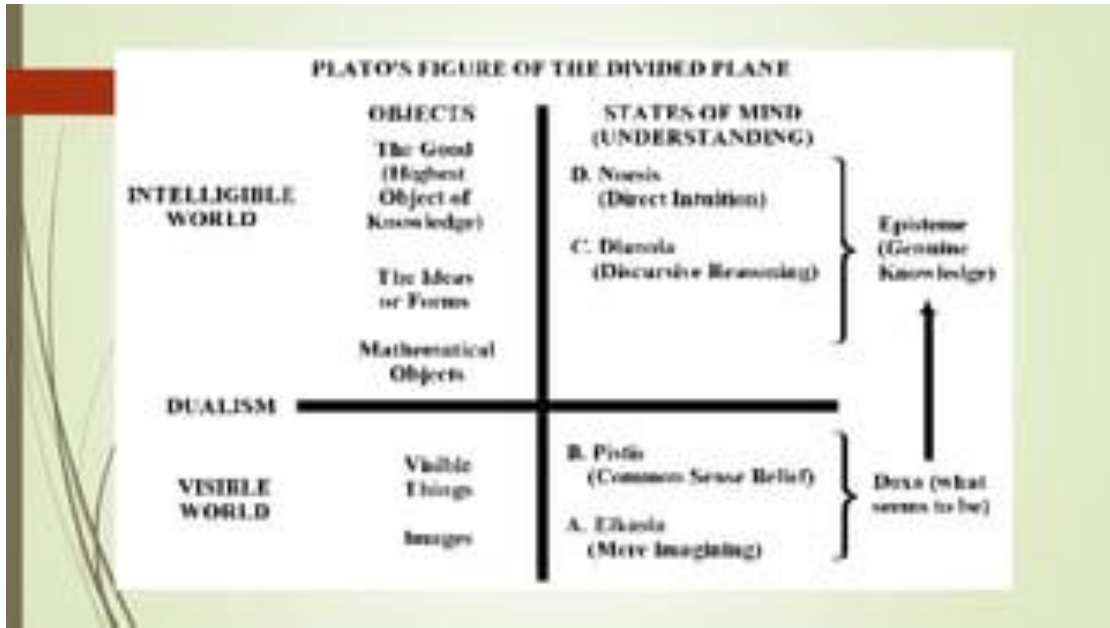 PLATO'S FIGURE OF THE DIVIDED PLANE
OBJECTS
The Good
(Highest
Object of
Knowledge)
The Ideas
or Forms
Mathematical
Objects
STATES OF MIND
(UNDERSTANDING)
D. Noesis
(Direct Intuition)
C. Dianoia
(Discursive Reasoning)
Episteme
(Genuine
Knowledge)
INTELLIGIBLE
WORLD
DUALISM
VISIBLE
WORLD
Visible
Things
Images
B. Pistis
(Common Sense Belief)
A. Eikasia
(Mere Imagining)
Doxa (what
seems to be)